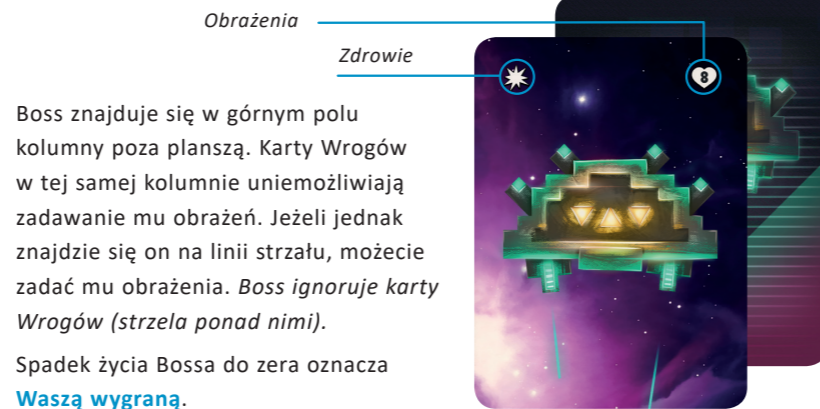 Obrażenia
Zdrowie
8
Boss znajduje się w górnym polu
kolumny poza planszą. Karty Wrogów
w tej samej kolumnie uniemożliwiają
zadawanie mu obrażeń. Jeżeli jednak
znajdzie się on na linii strzału, możecie
zadać mu obrażenia. Boss ignoruje karty
Wrogów (strzela ponad nimi).
Spadek życia Bossa do zera oznacza
Waszą wygraną.